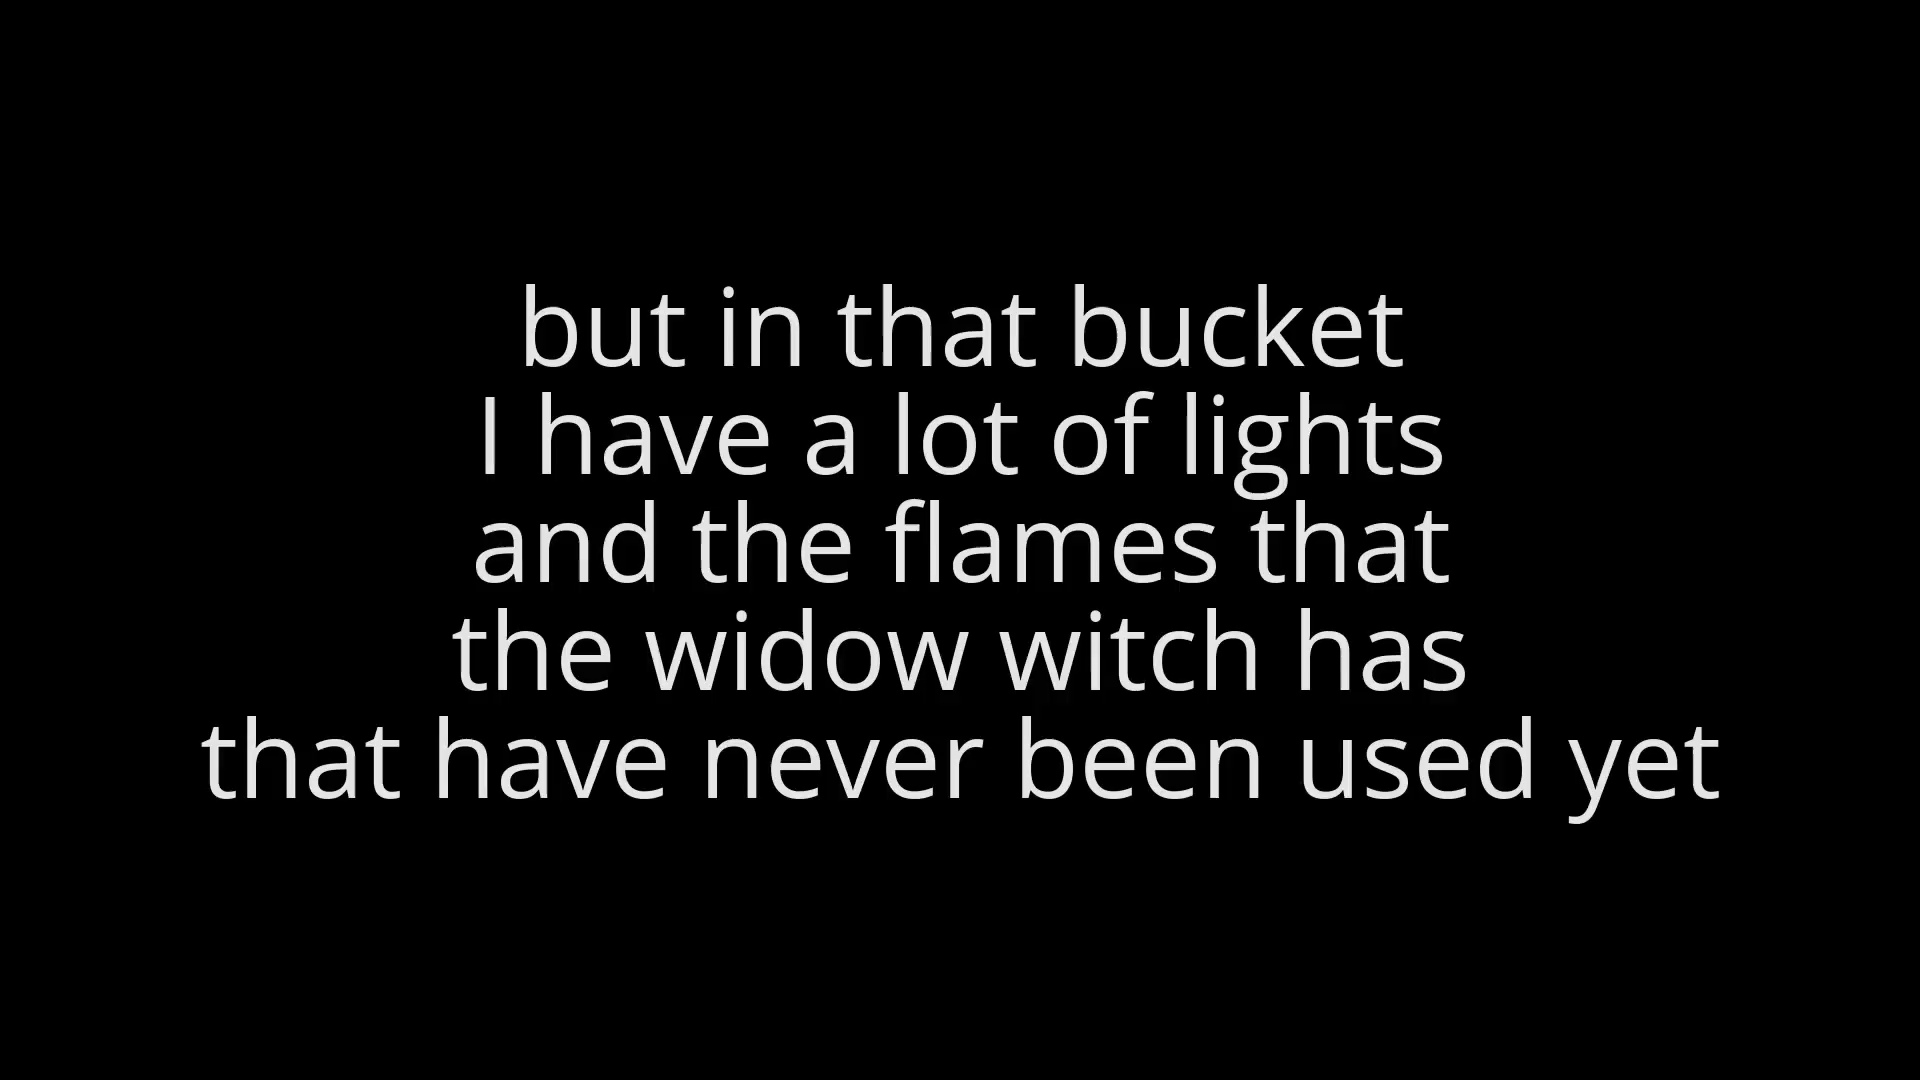 but in that bucket
I have a lot of lights
and the flames that
the widow witch has
that have never been used yet